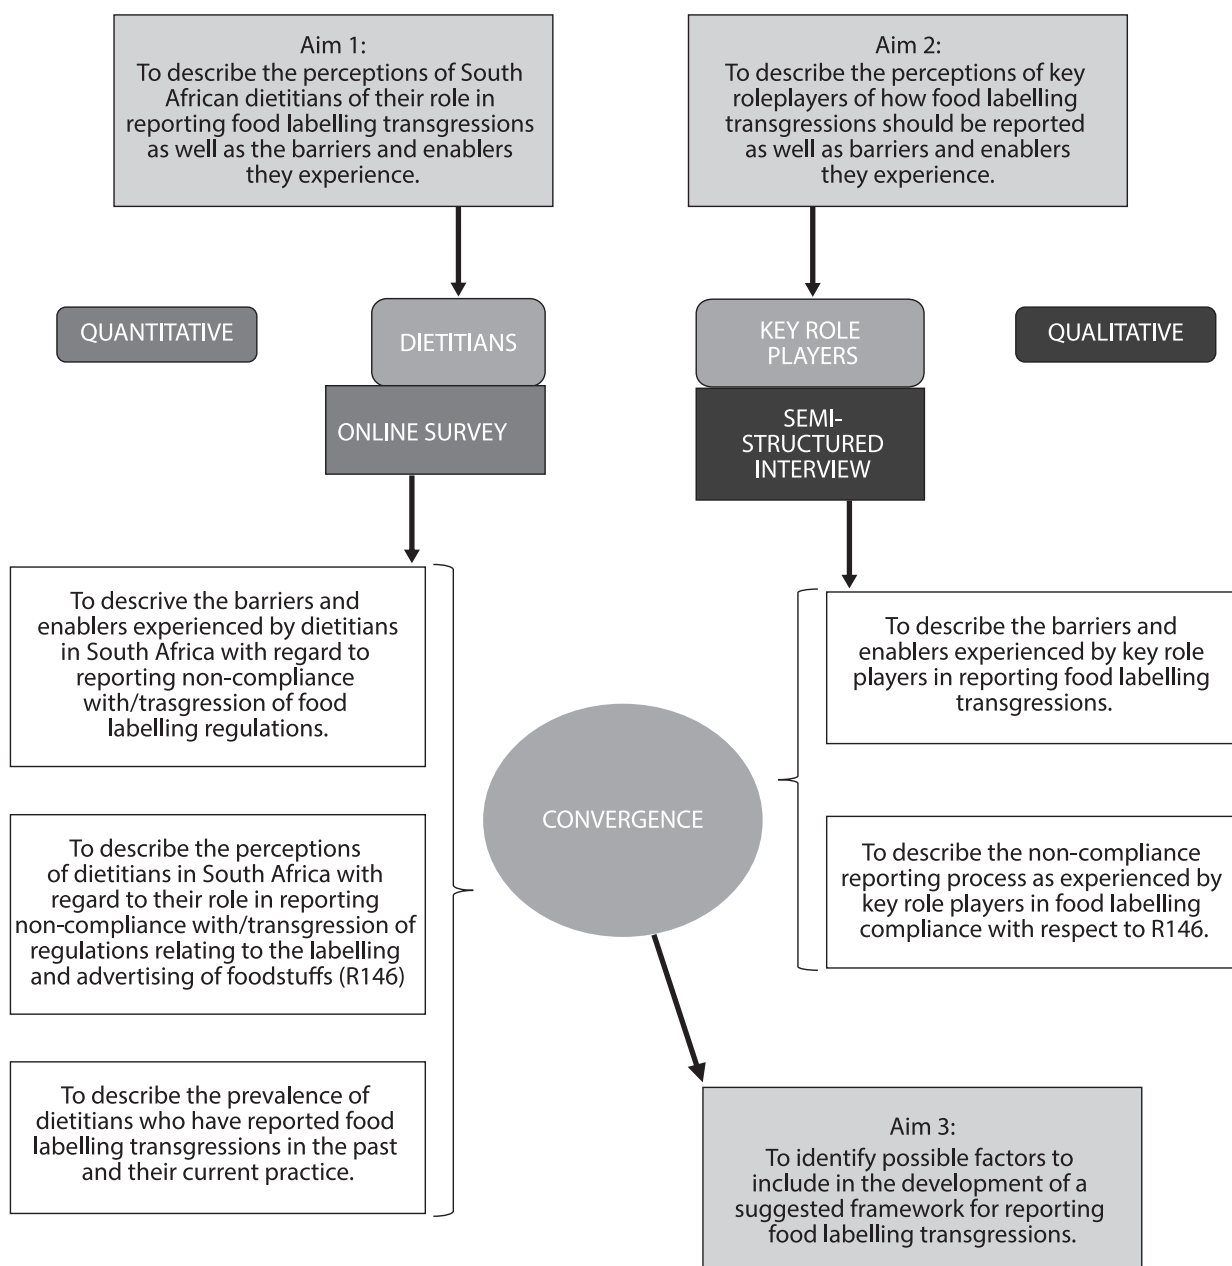 Aim 1:
To describe the perceptions of South
African dietitians of their role in
reporting food labelling transgressions
as well as the barriers and enablers
they experience.
Aim 2:
To describe the perceptions of key
roleplayers of how food labelling
transgressions should be reported
as well as barriers and enablers
they experience.
QUANTITATIVE
DIETITIANS
KEY ROLE
PLAYERS
QUALITATIVE
ONLINE SURVEY
SEMI-
STRUCTURED
INTERVIEW
To descrive the barriers and
enablers experienced by dietitians
in South Africa with regard to
reporting non-compliance
with/trasgression of food
labelling regulations.
To describe the perceptions
of dietitians in South Africa with
regard to their role in reporting
non-compliance with/transgression of
regulations relating to the labelling
and advertising of foodstuffs (R146)
To describe the prevalence of
dietitians who have reported food
labelling transgressions in the past
and their current practice.
CONVERGENCE
To describe the barriers and
enablers experienced by key role
players in reporting food labelling
transgressions.
To describe the non-compliance
reporting process as experienced by
key role players in food labelling
compliance with respect to R146.
Aim 3:
To identify possible factors to
include in the development of a
suggested framework for reporting
food labelling transgressions.